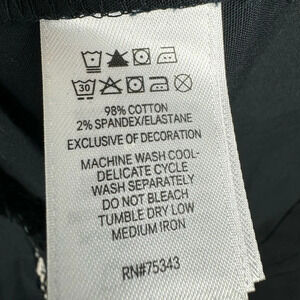 30
98% COTTON
2% SPANDEX/ELASTANE
EXCLUSIVE OF DECORATION
MACHINE WASH COOL-
DELICATE CYCLE
WASH SEPARATELY
DO NOT BLEACH
TUMBLE DRY LOW
MEDIUM IRON
RN#75343